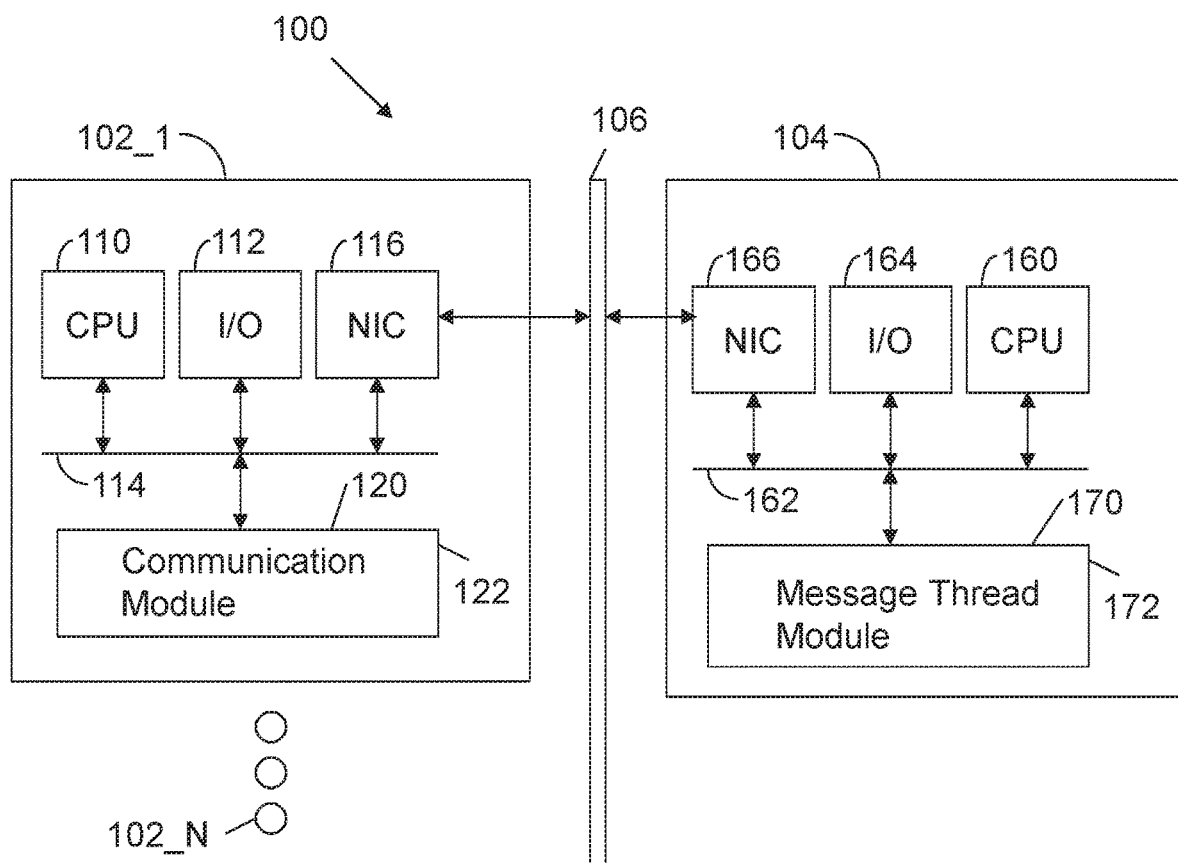 100
102_1
106
104
110
112
116
166
164
160
CPU
I/O
NIC
NIC
I/O
CPU
114
120
162
170
Communication
Module
122
Message Thread
Module
172
102_N